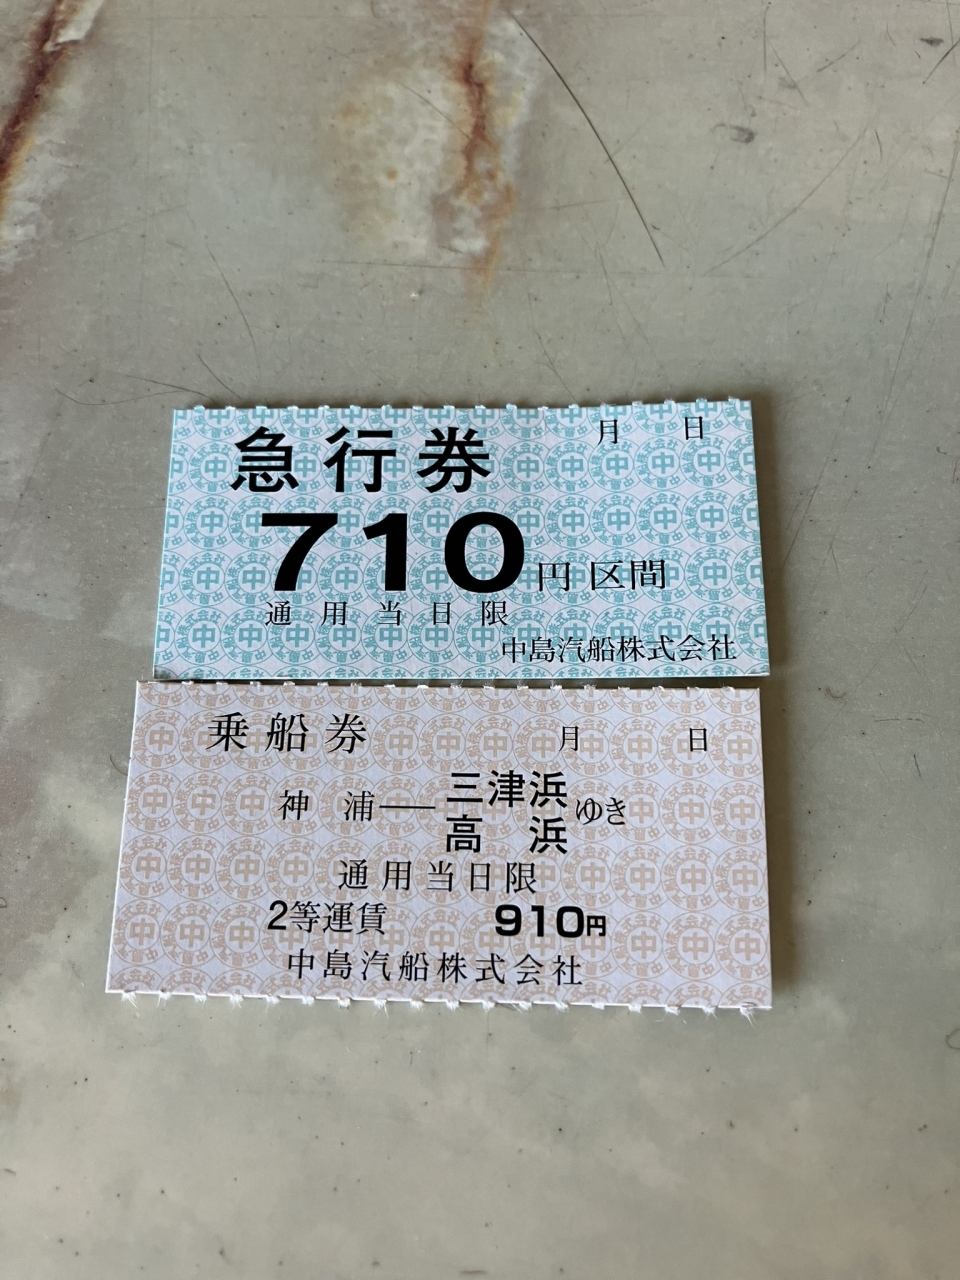 急行券 月 日
710円区間
通用当日限
中島汽船株式会社
乗船券 月 日
神浦――三津浜
高浜 ゆき
通用当日限
2等運賃 910円
中島汽船株式会社